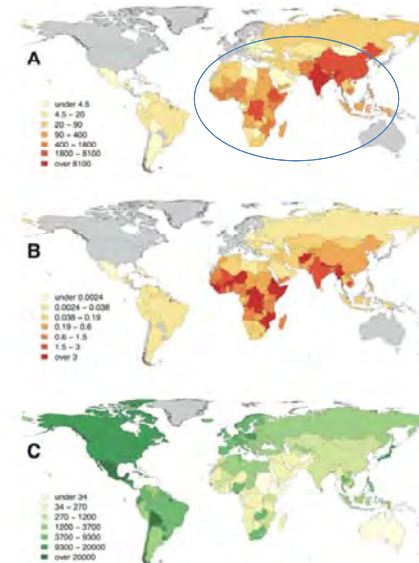 A
under 4.5
4.5 – 20
20 – 90
90 – 400
400 – 1800
1800 – 8100
over 8100
B
under 0.0024
0.0024 – 0.038
0.038 – 0.19
0.19 – 0.6
0.6 – 1.5
1.5 – 3
over 3
C
under 34
34 – 270
270 – 1200
1200 – 3700
3700 – 9300
9300 – 20000
over 20000